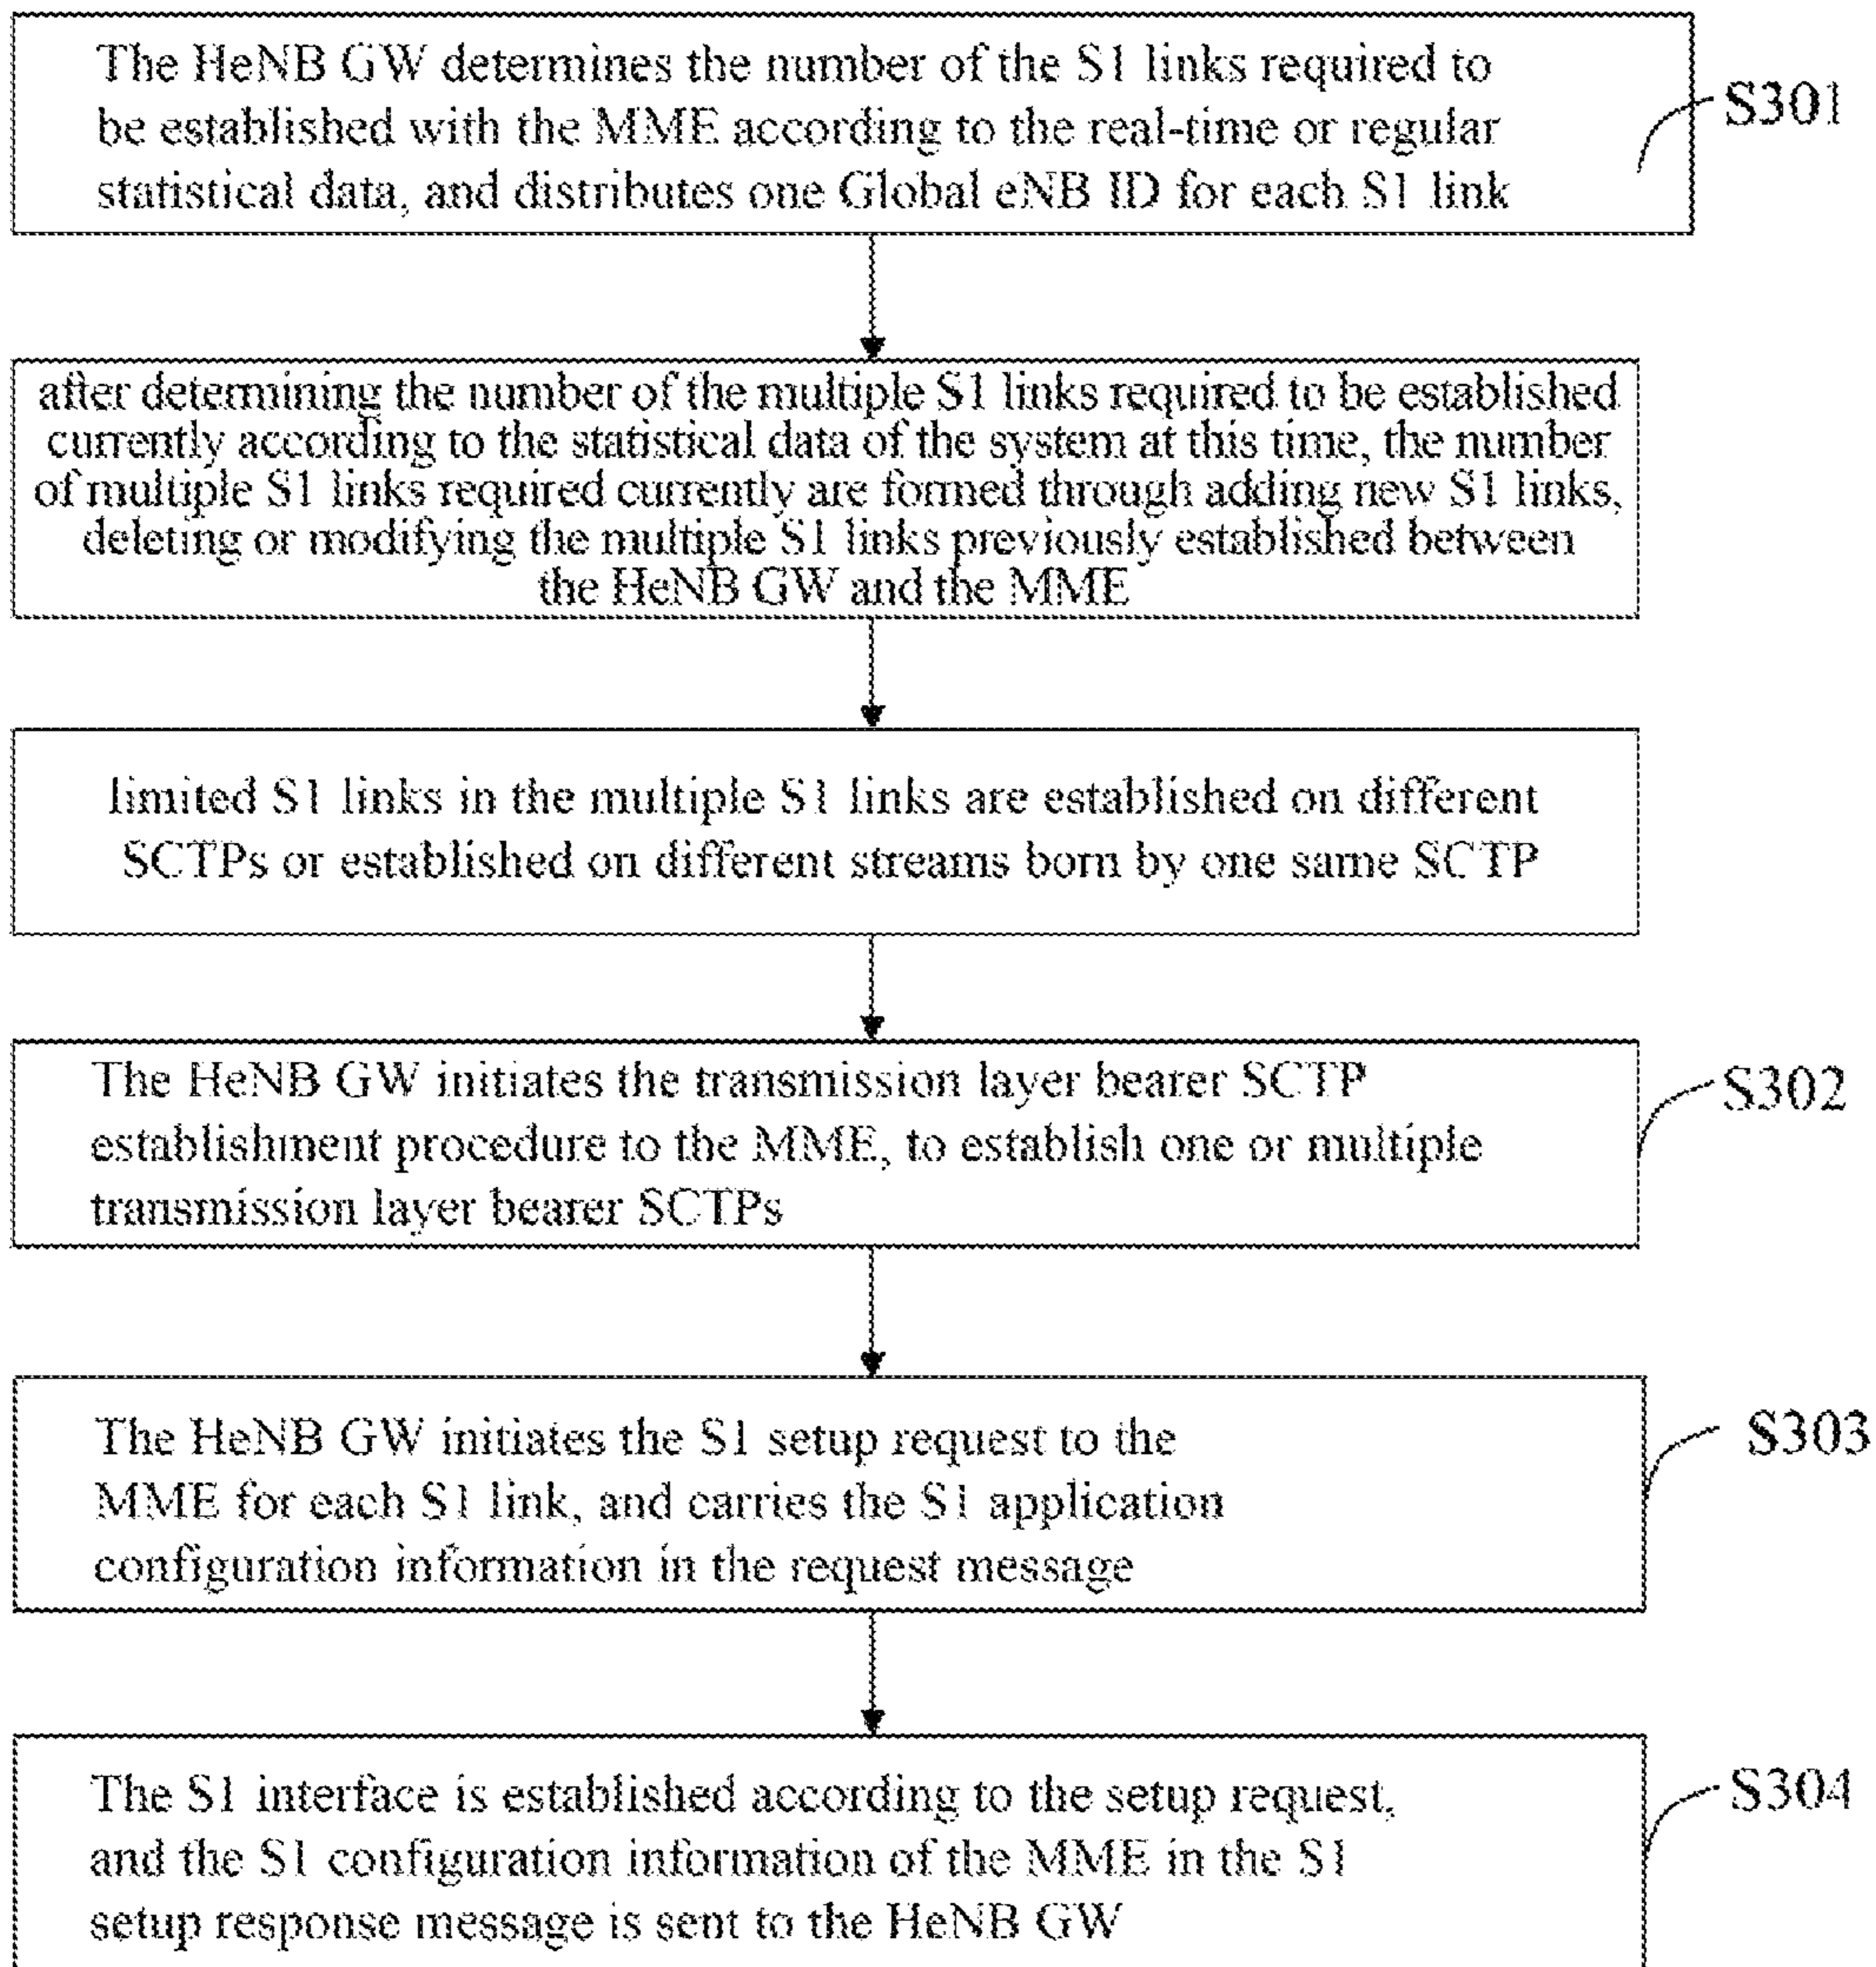 The HeNB GW determines the number of the S1 links required to
be established with the MME according to the real-time or regular
statistical data, and distributes one Global eNB ID for each S1 link
S301
after determining the number of the multiple S1 links required to be established
currently according to the statistical data of the system at this time, the number
of multiple S1 links required currently are formed through adding new S1 links,
deleting or modifying the multiple S1 links previously established between
the HeNB GW and the MME
limited S1 links in the multiple S1 links are established on different
SCTPs or established on different streams born by one same SCTP
The HeNB GW initiates the transmission layer bearer SCTP
establishment procedure to the MME, to establish one or multiple
transmission layer bearer SCTPs
S302
The HeNB GW initiates the S1 setup request to the
MME for each S1 link, and carries the S1 application
configuration information in the request message
S303
The S1 interface is established according to the setup request,
and the S1 configuration information of the MME in the S1
setup response message is sent to the HeNB GW
S304